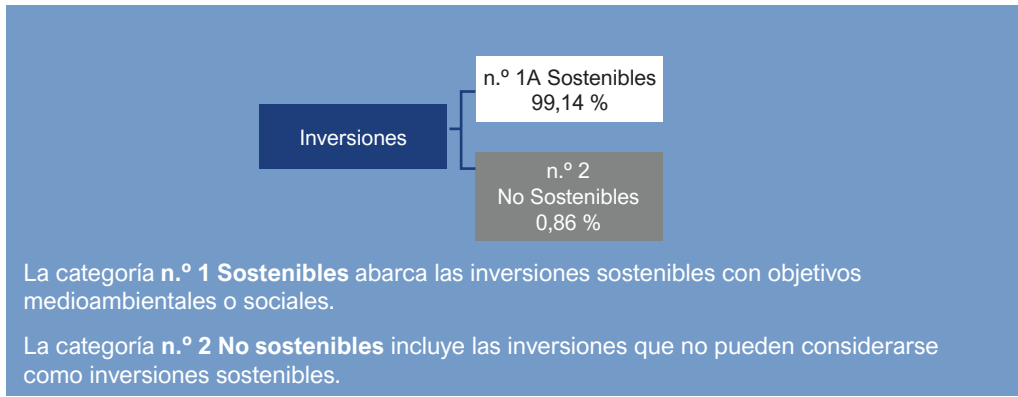 n.º 1A Sostenibles
99,14 %
Inversiones
n.º 2
No Sostenibles
0,86 %
La categoría n.º 1 Sostenibles abarca las inversiones sostenibles con objetivos
medioambientales o sociales.
La categoría n.º 2 No sostenibles incluye las inversiones que no pueden considerarse
como inversiones sostenibles.